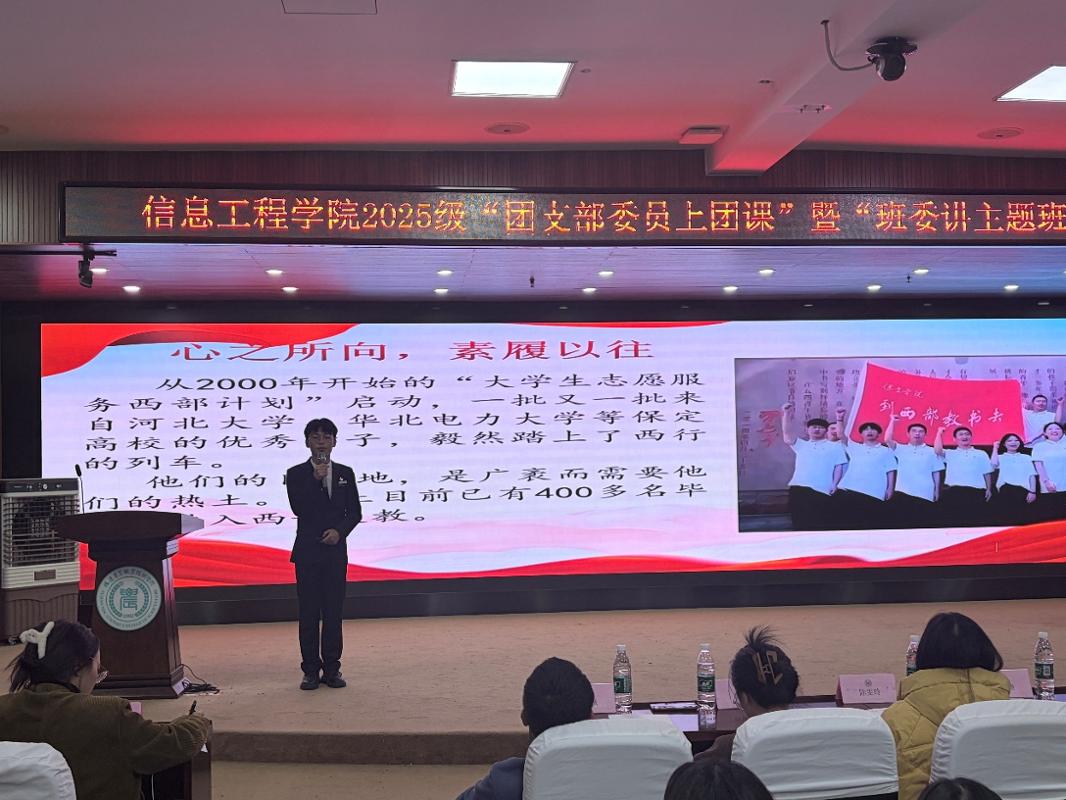 信息工程学院2025级“团支部委员上团课”暨“班委讲主题班
心之所向，素履以往
从2000年开始的“大学生志愿服
务西部计划”启动，一批又一批来
自河北大学 华北电力大学等保定
高校的优秀 子，毅然踏上了西行
的列车。
他们的 地，是广袤而需要他
们的热土。 目前已有400多名毕
入西 教。
到西部教书去